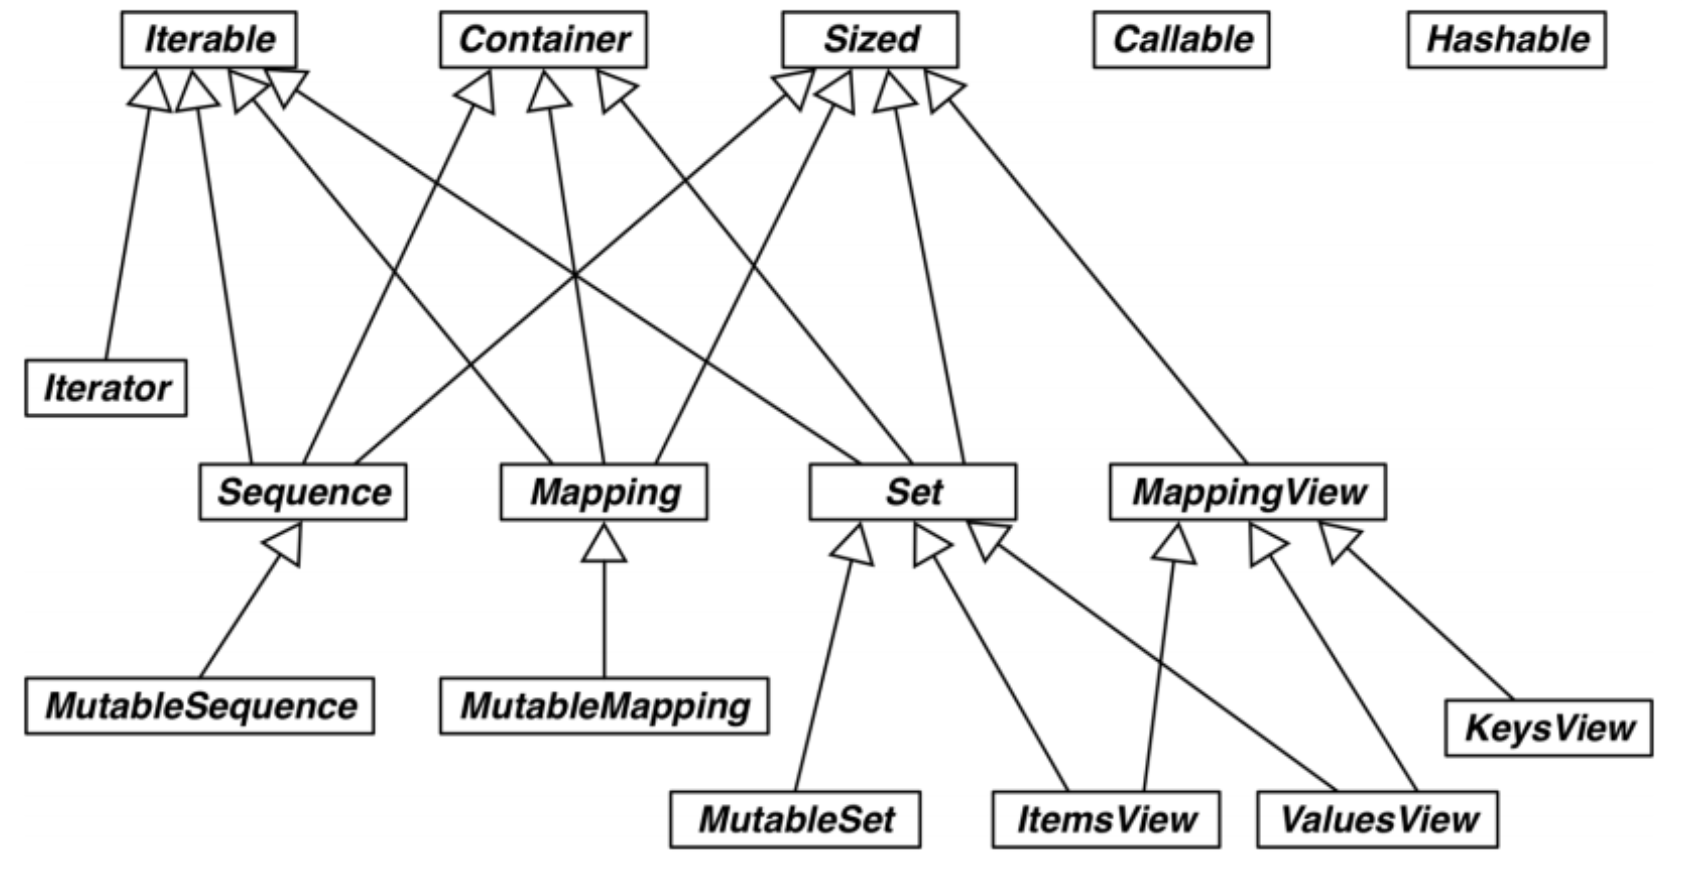 Iterable
Container
Sized
Callable
Hashable
Iterator
Sequence
Mapping
Set
MappingView
MutableSequence
MutableMapping
KeysView
MutableSet
ItemsView
ValuesView